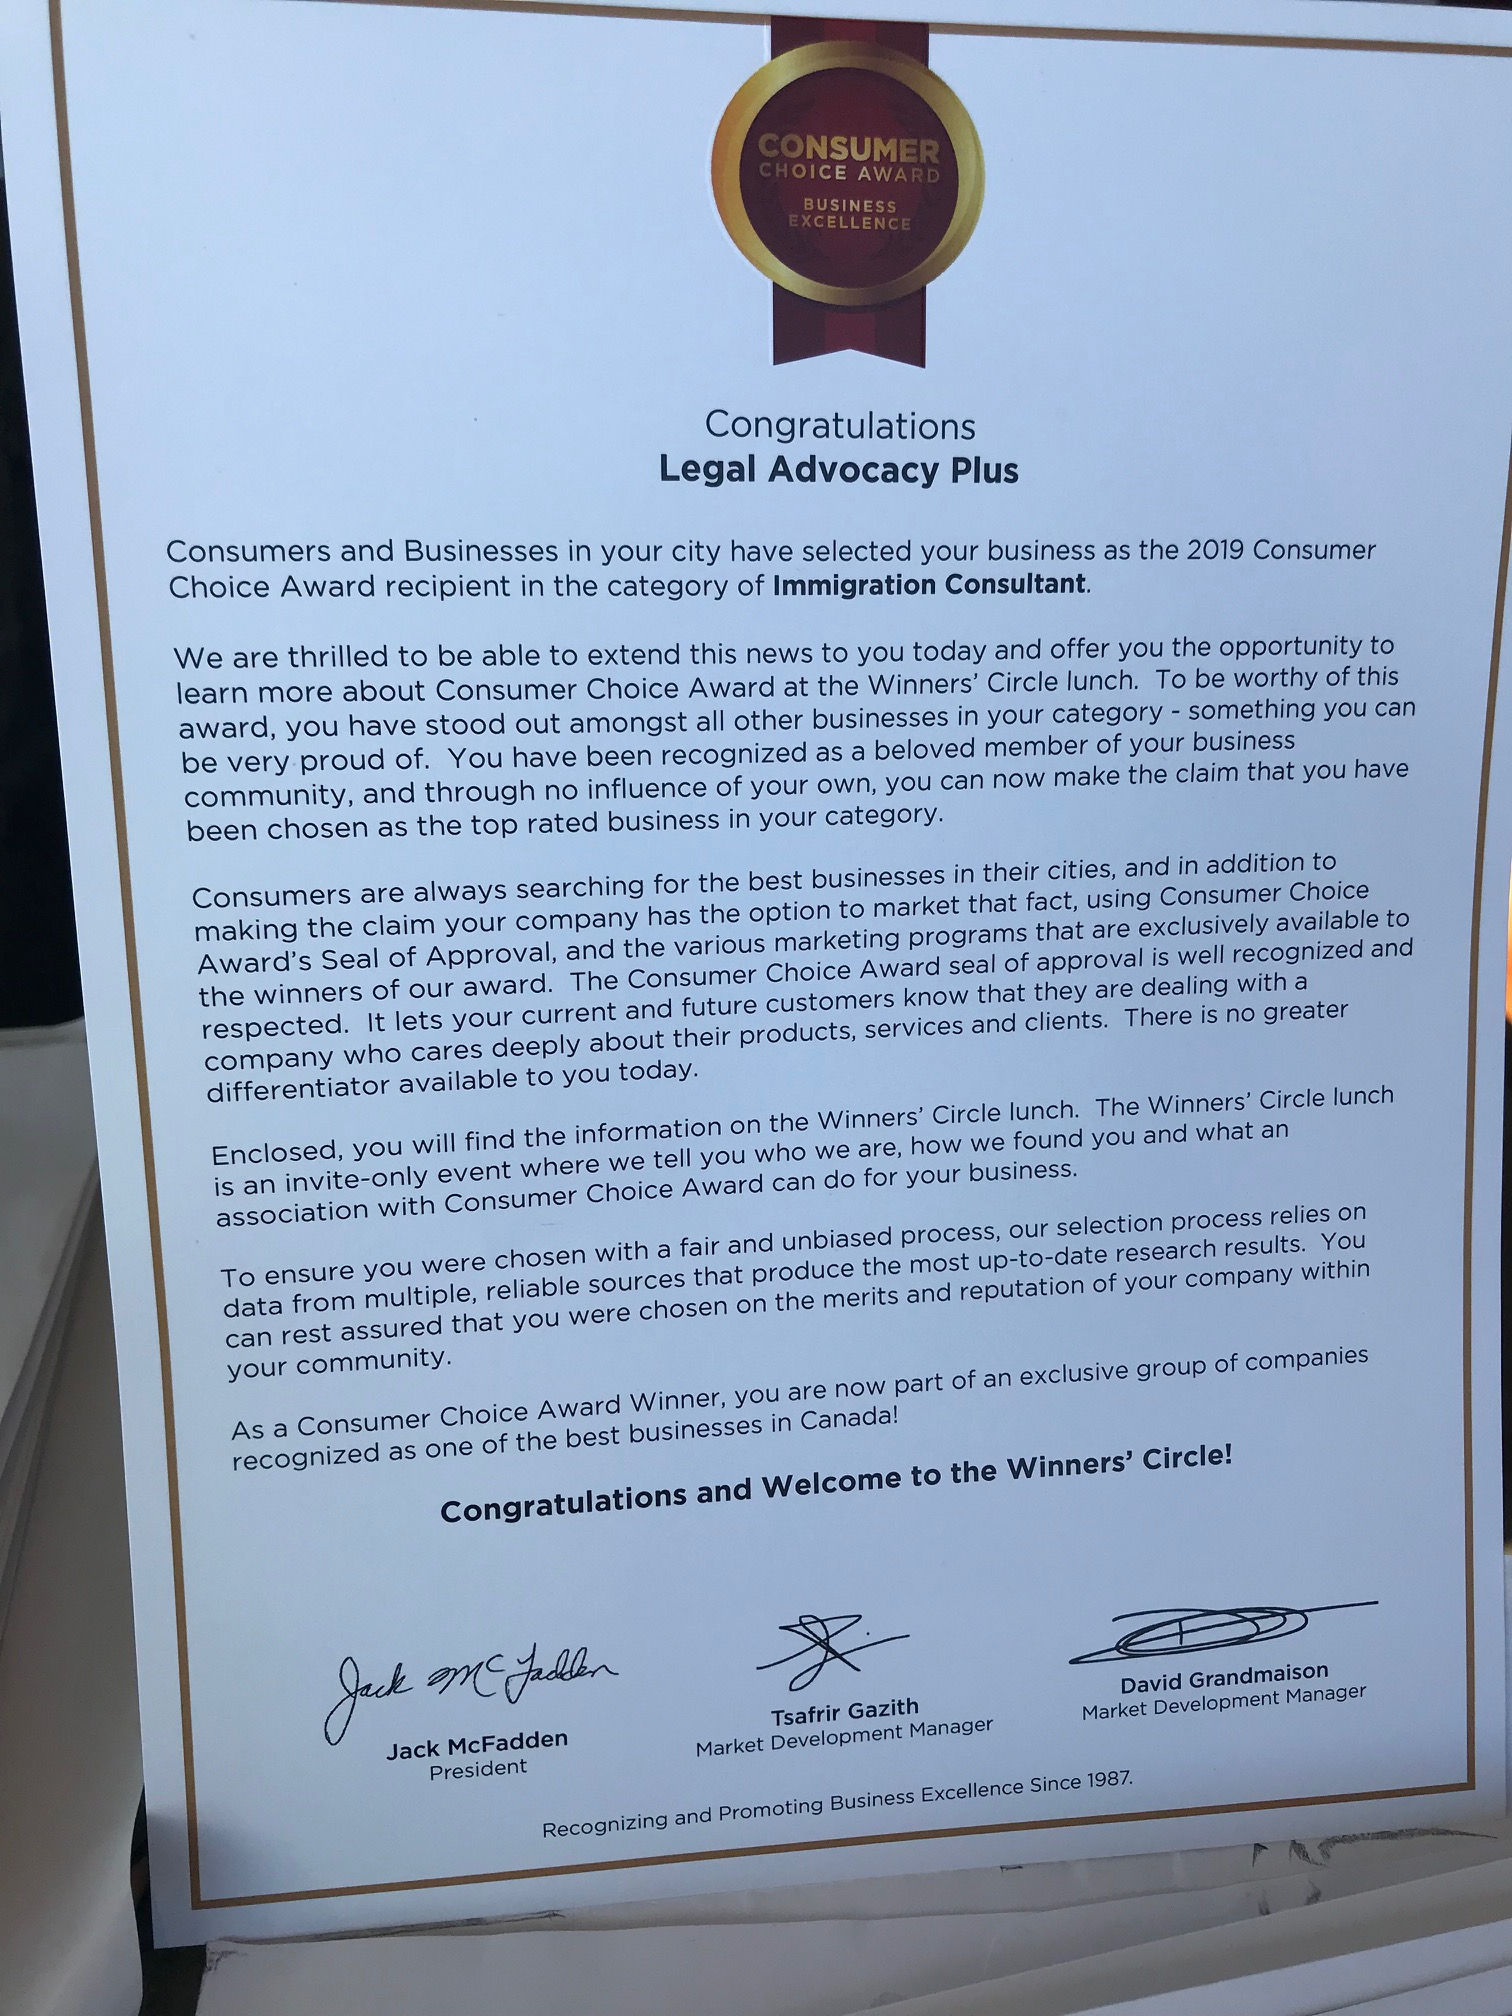 CONSUMER
CHOICE AWARD
BUSINESS
EXCELLENCE
Congratulations
Legal Advocacy Plus
Consumers and Businesses in your city have selected your business as the 2019 Consumer
Choice Award recipient in the category of Immigration Consultant.
We are thrilled to be able to extend this news to you today and offer you the opportunity to
learn more about Consumer Choice Award at the Winners' Circle lunch. To be worthy of this
award, you have stood out amongst all other businesses in your category - something you can
be very proud of. You have been recognized as a beloved member of your business
community, and through no influence of your own, you can now make the claim that you have
been chosen as the top rated business in your category.
Consumers are always searching for the best businesses in their cities, and in addition to
making the claim your company has the option to market that fact, using Consumer Choice
Award's Seal of Approval, and the various marketing programs that are exclusively available to
the winners of our award. The Consumer Choice Award seal of approval is well recognized and
respected. It lets your current and future customers know that they are dealing with a
company who cares deeply about their products, services and clients. There is no greater
differentiator available to you today.
Enclosed, you will find the information on the Winners' Circle lunch. The Winners' Circle lunch
is an invite-only event where we tell you who we are, how we found you and what an
association with Consumer Choice Award can do for your business.
To ensure you were chosen with a fair and unbiased process, our selection process relies on
data from multiple, reliable sources that produce the most up-to-date research results. You
can rest assured that you were chosen on the merits and reputation of your company within
your community.
As a Consumer Choice Award Winner, you are now part of an exclusive group of companies
recognized as one of the best businesses in Canada!
Congratulations and Welcome to the Winners' Circle!
Jack McFadden
Jack McFadden
President
Tsafrir Gazith
Market Development Manager
David Grandmaison
Market Development Manager
Recognizing and Promoting Business Excellence Since 1987.